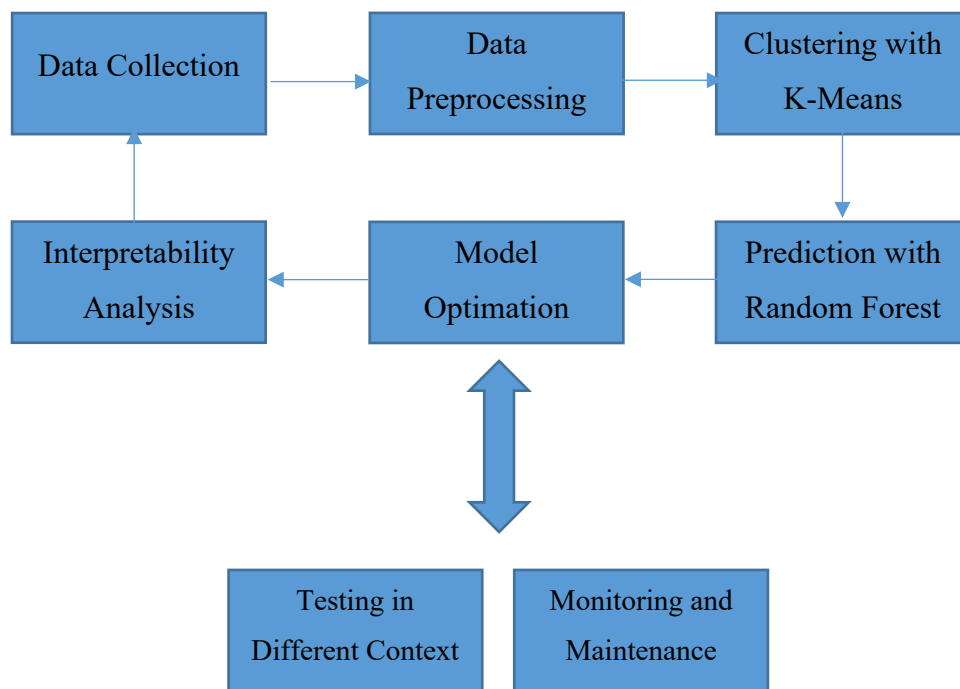 Data Collection
Data
Preprocessing
Clustering with
K-Means
Interpretability
Analysis
Model
Optimation
Prediction with
Random Forest
Testing in
Different Context
Monitoring and
Maintenance